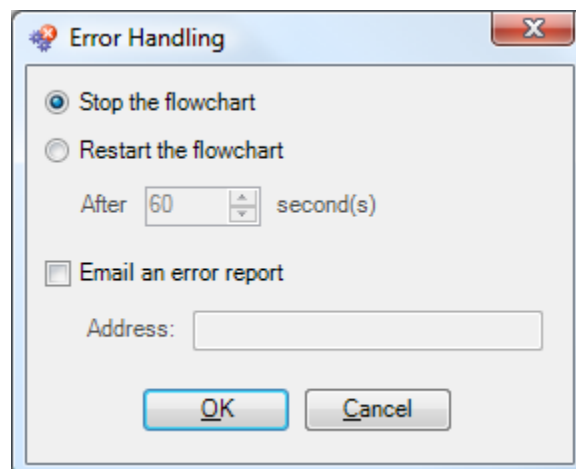 Error Handling
Stop the flowchart
Restart the flowchart
After 60 second(s)
Email an error report
Address:
OK Cancel